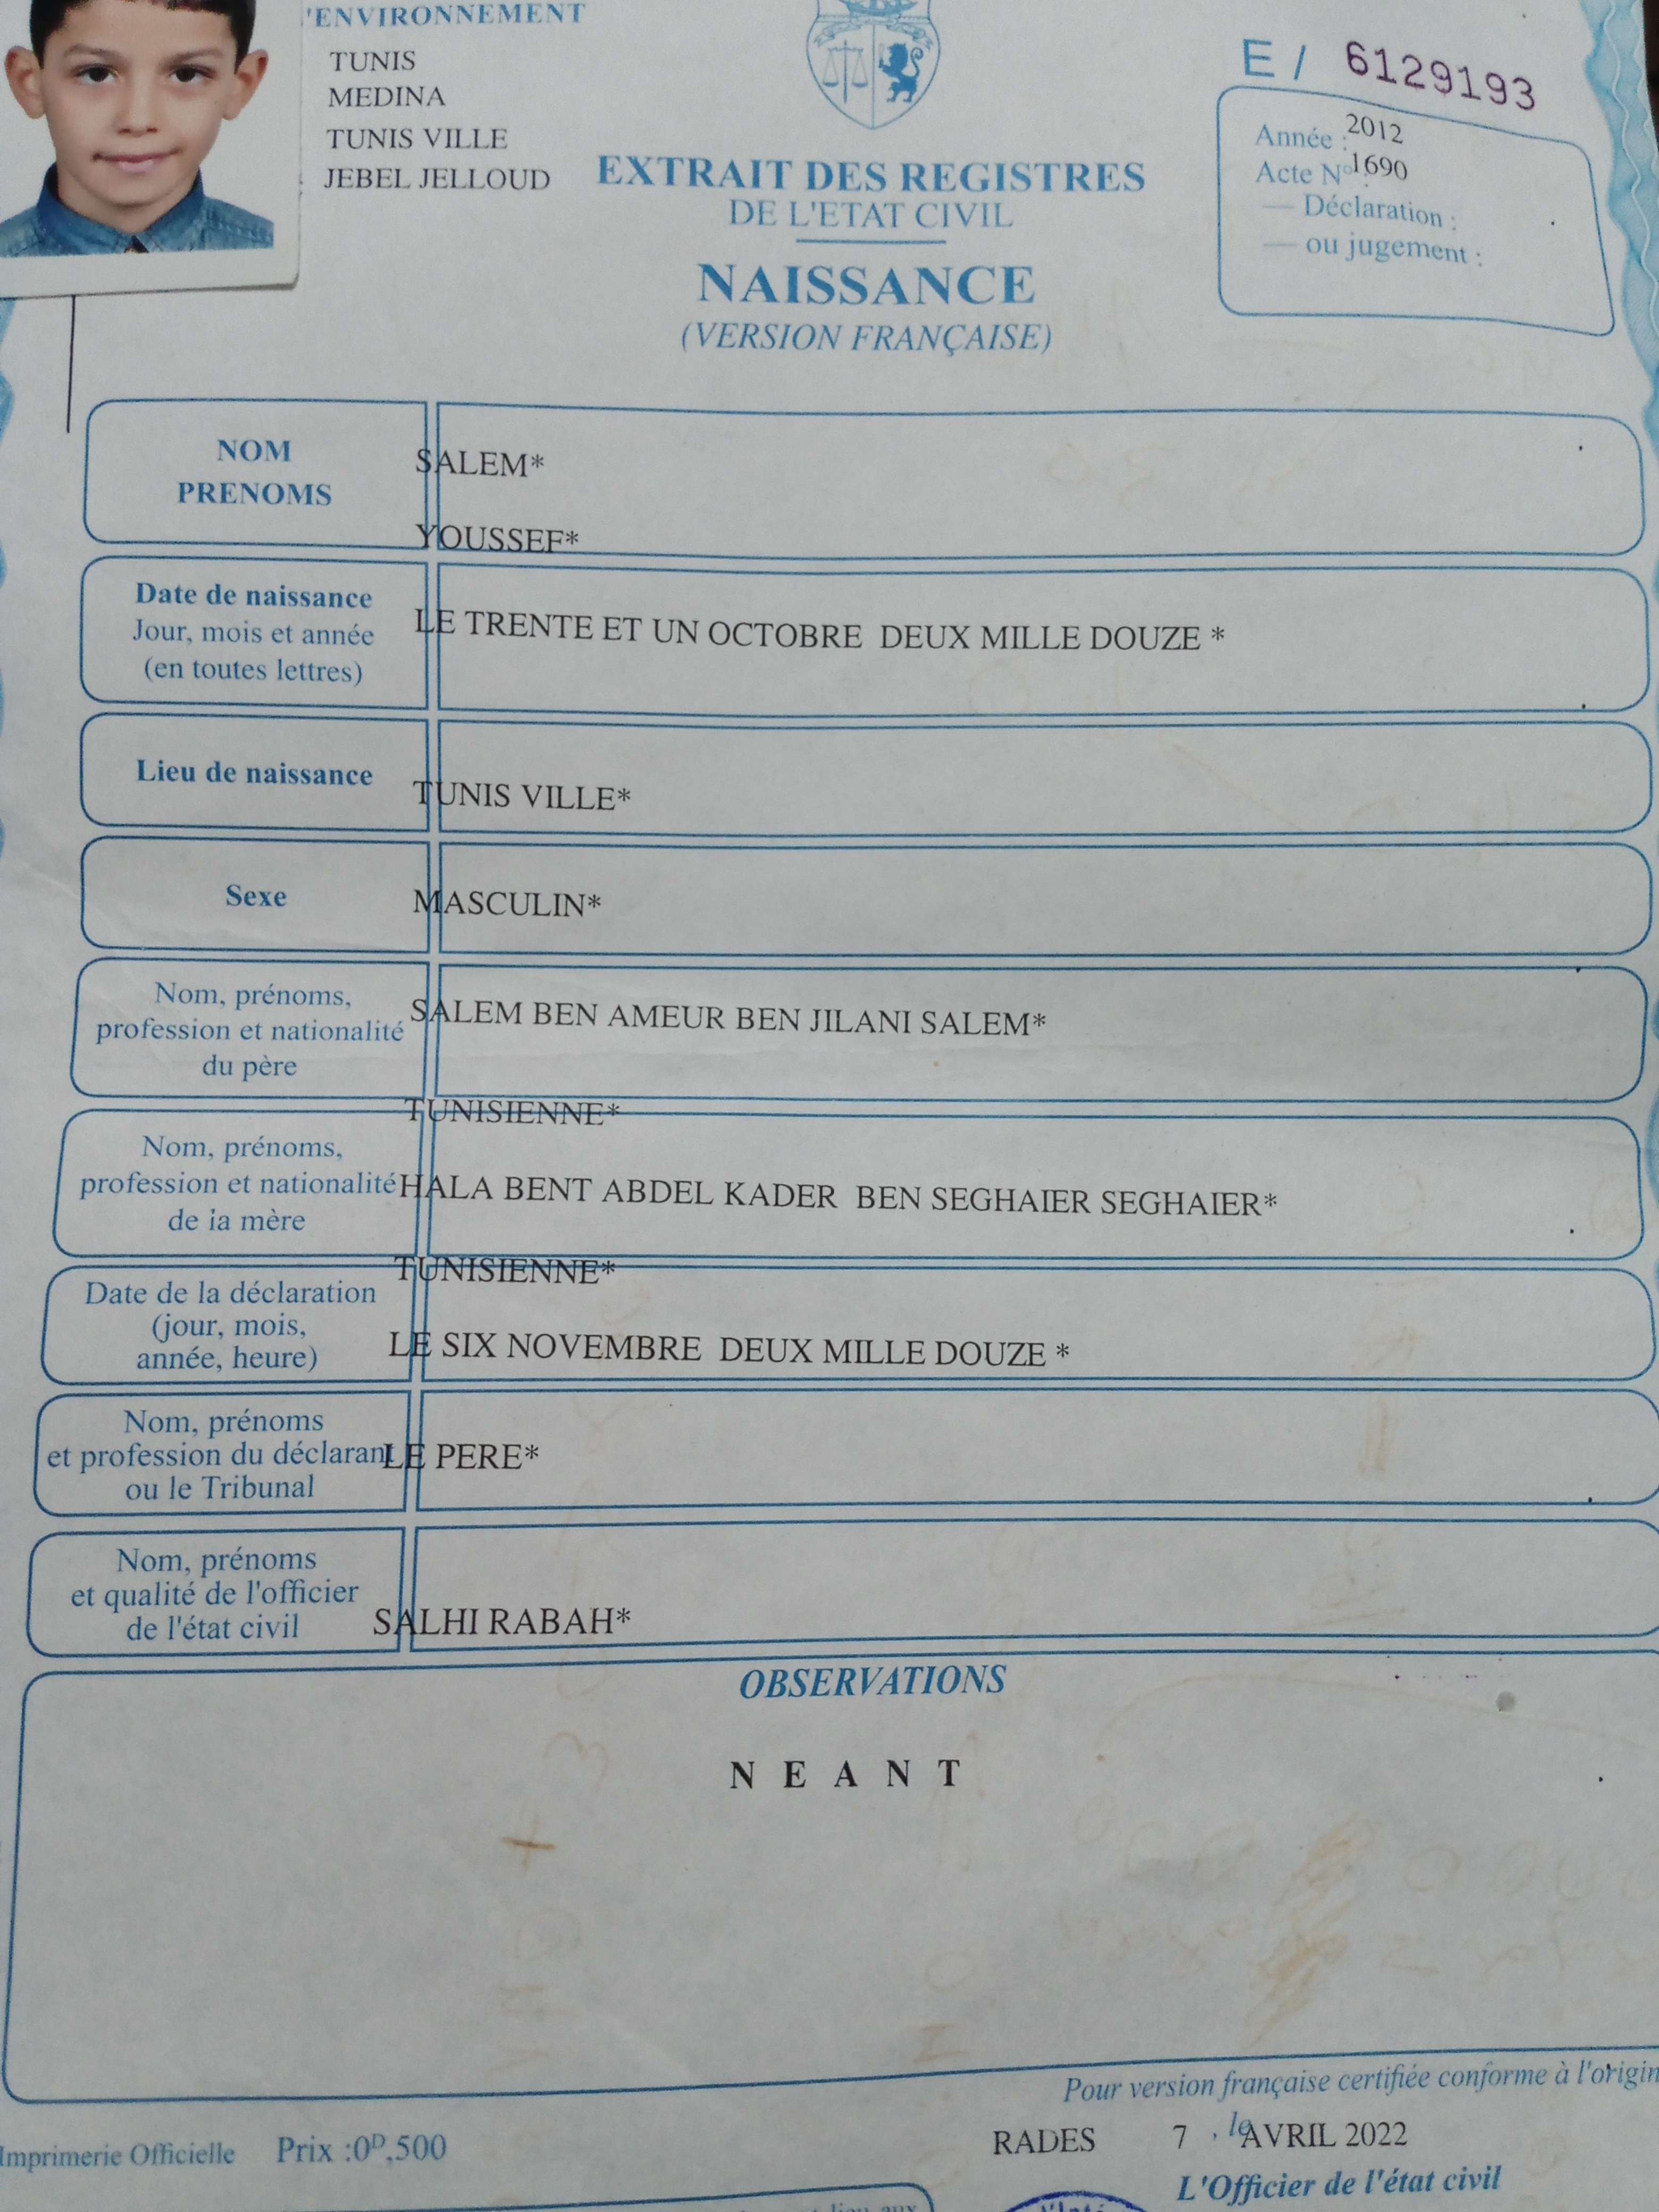 'ENVIRONNEMENT
TUNIS
MEDINA
TUNIS VILLE
JEBEL JELLOUD
E / 6129193
Année : 2012
Acte N° 1690
— Déclaration :
— ou jugement :
EXTRAIT DES REGISTRES
DE L'ETAT CIVIL
NAISSANCE
(VERSION FRANÇAISE)
NOM
PRENOMS
SALEM*
YOUSSEF*
Date de naissance
Jour, mois et année
(en toutes lettres)
LE TRENTE ET UN OCTOBRE DEUX MILLE DOUZE *
Lieu de naissance
TUNIS VILLE*
Sexe
MASCULIN*
Nom, prénoms,
profession et nationalité
du père
SALEM BEN AMEUR BEN JILANI SALEM*
TUNISIENNE*
Nom, prénoms,
profession et nationalité
de la mère
HALA BENT ABDEL KADER BEN SEGHAIER SEGHAIER*
TUNISIENNE*
Date de la déclaration
(jour, mois,
année, heure)
LE SIX NOVEMBRE DEUX MILLE DOUZE *
Nom, prénoms
et profession du déclarant
ou le Tribunal
LE PERE*
Nom, prénoms
et qualité de l'officier
de l'état civil
SALHI RABAH*
OBSERVATIONS
N E A N T
Pour version française certifiée conforme à l'origin
RADES 7 , le AVRIL 2022
L'Officier de l'état civil
Imprimerie Officielle Prix :0ᴰ,500